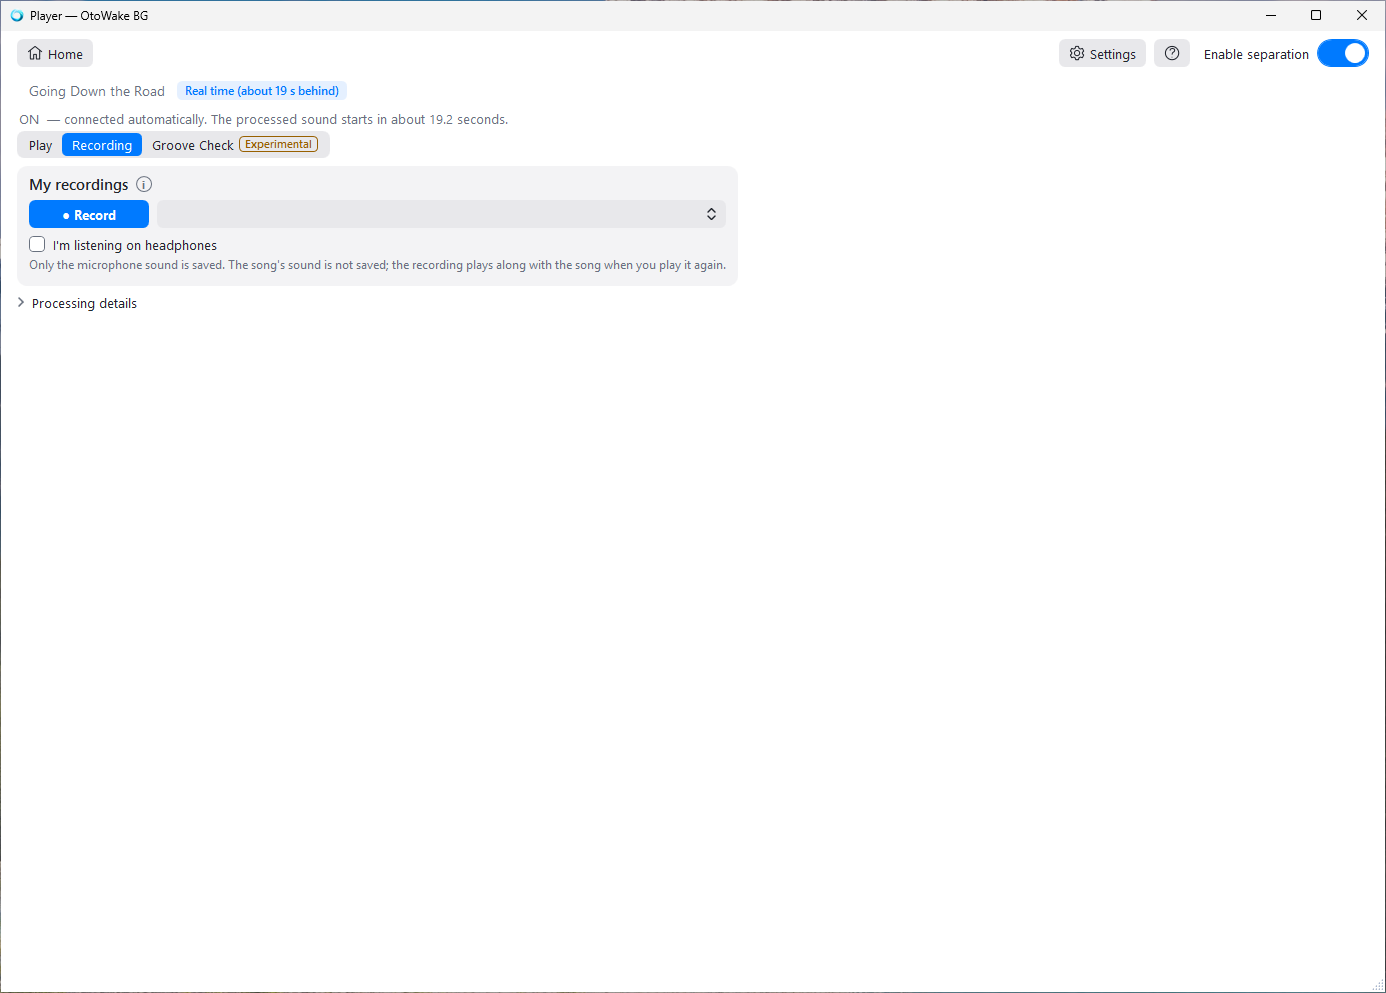 Player — OtoWake BG
Home
Settings
Enable separation
Going Down the Road
Real time (about 19 s behind)
ON — connected automatically. The processed sound starts in about 19.2 seconds.
Play
Recording
Groove Check
Experimental
My recordings
● Record
I'm listening on headphones
Only the microphone sound is saved. The song's sound is not saved; the recording plays along with the song when you play it again.
Processing details